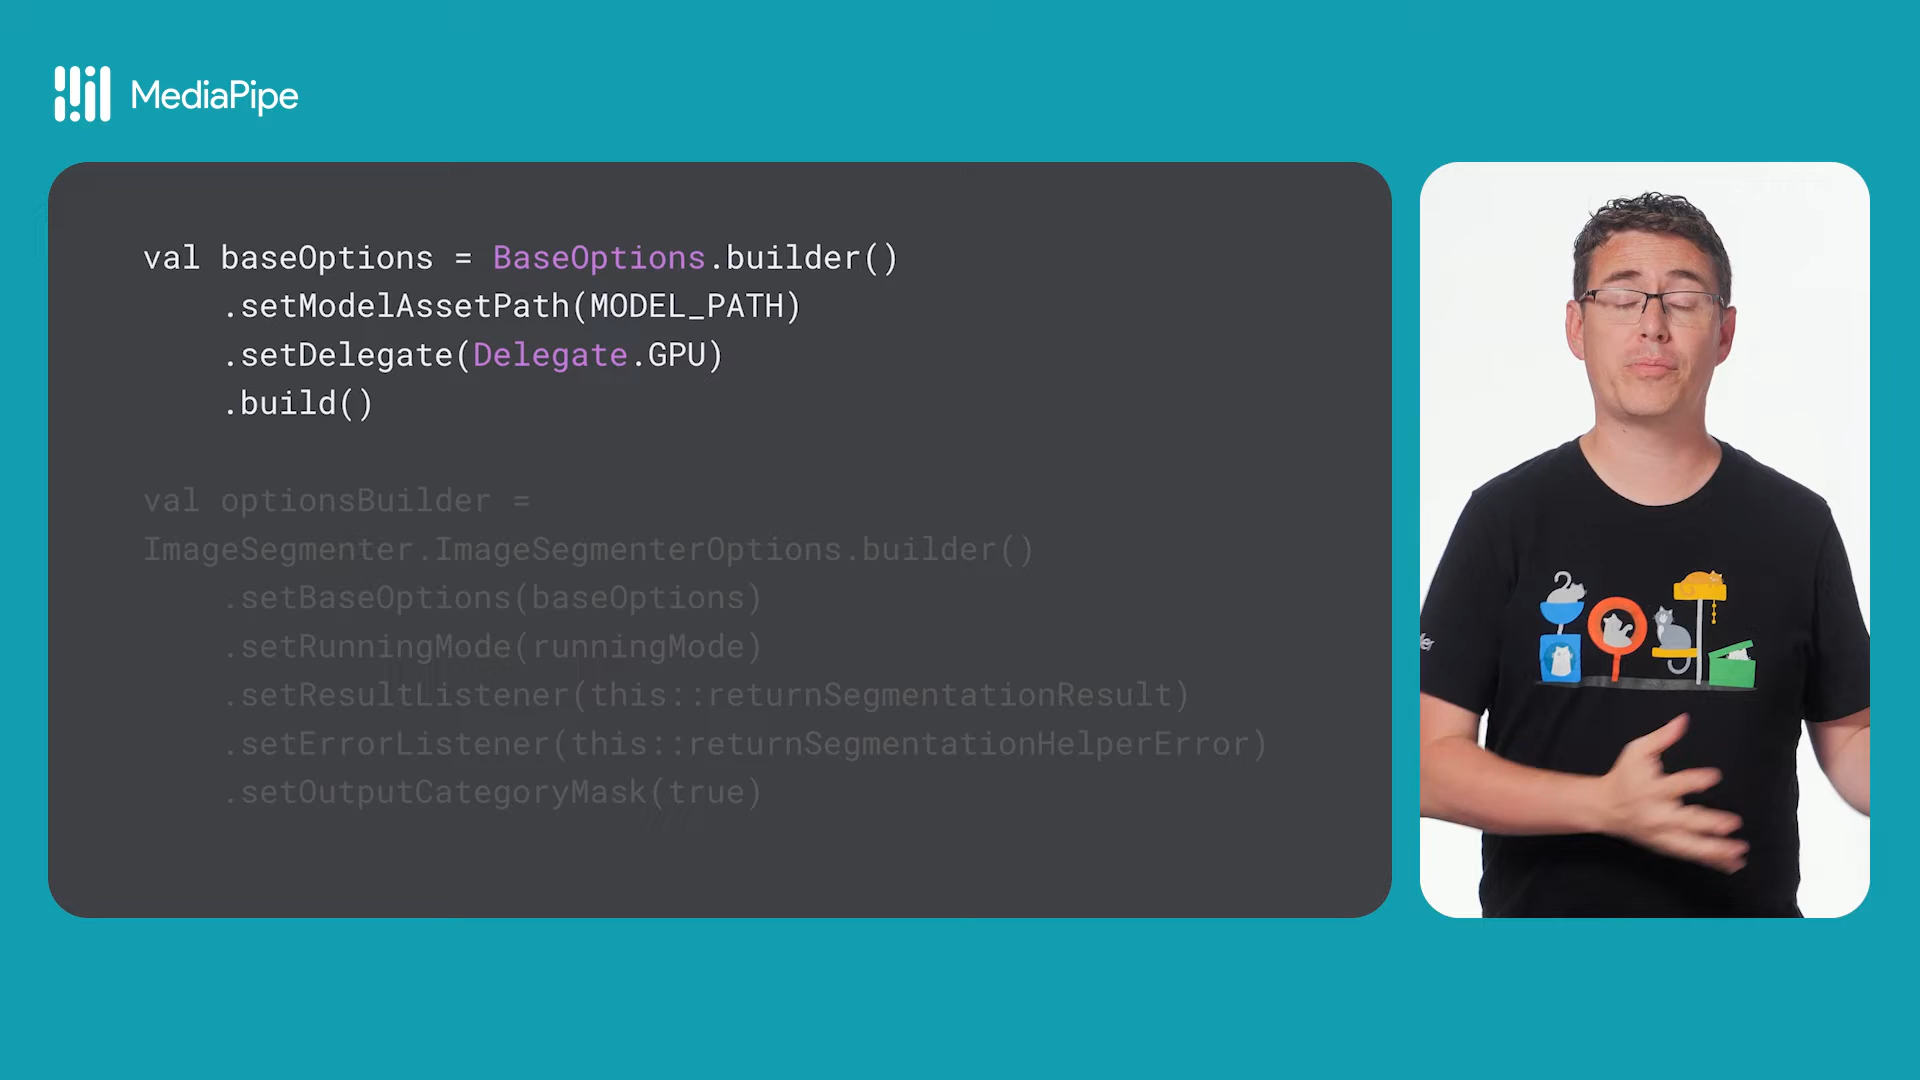 MediaPipe
val baseOptions = BaseOptions.builder()
.setModelAssetPath(MODEL_PATH)
.setDelegate(Delegate.GPU)
.build()
val optionsBuilder =
ImageSegmenter.ImageSegmenterOptions.builder()
.setBaseOptions(baseOptions)
.setRunningMode(runningMode)
.setResultListener(this::returnSegmentationResult)
.setErrorListener(this::returnSegmentationHelperError)
.setOutputCategoryMask(true)